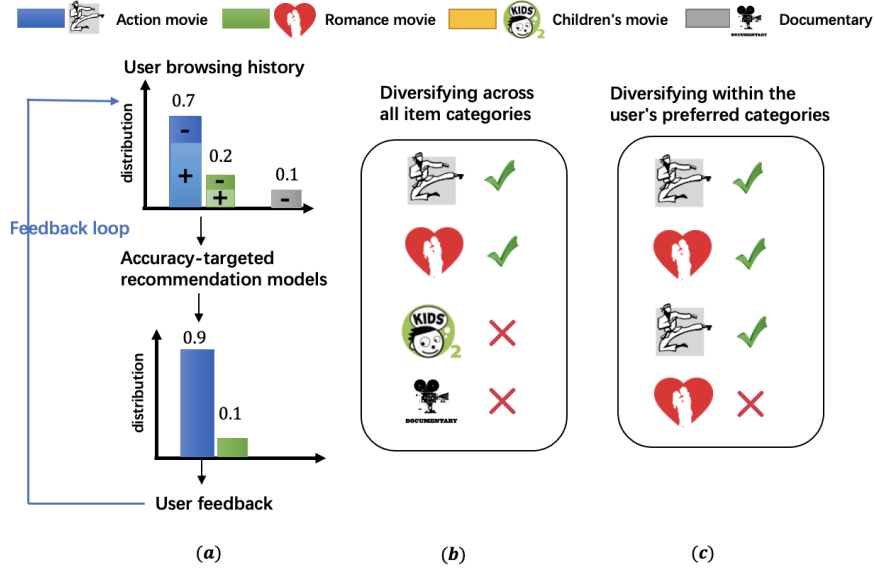 Action movie
Romance movie
KIDS
2
Children's movie
DOCUMENTARY
Documentary
User browsing history
distribution
0.7
-
+
0.2
-
+
0.1
-
Feedback loop
Accuracy-targeted
recommendation models
distribution
0.9
0.1
User feedback
(a)
Diversifying across
all item categories
KIDS
2
DOCUMENTARY
(b)
Diversifying within the
user's preferred categories
(c)